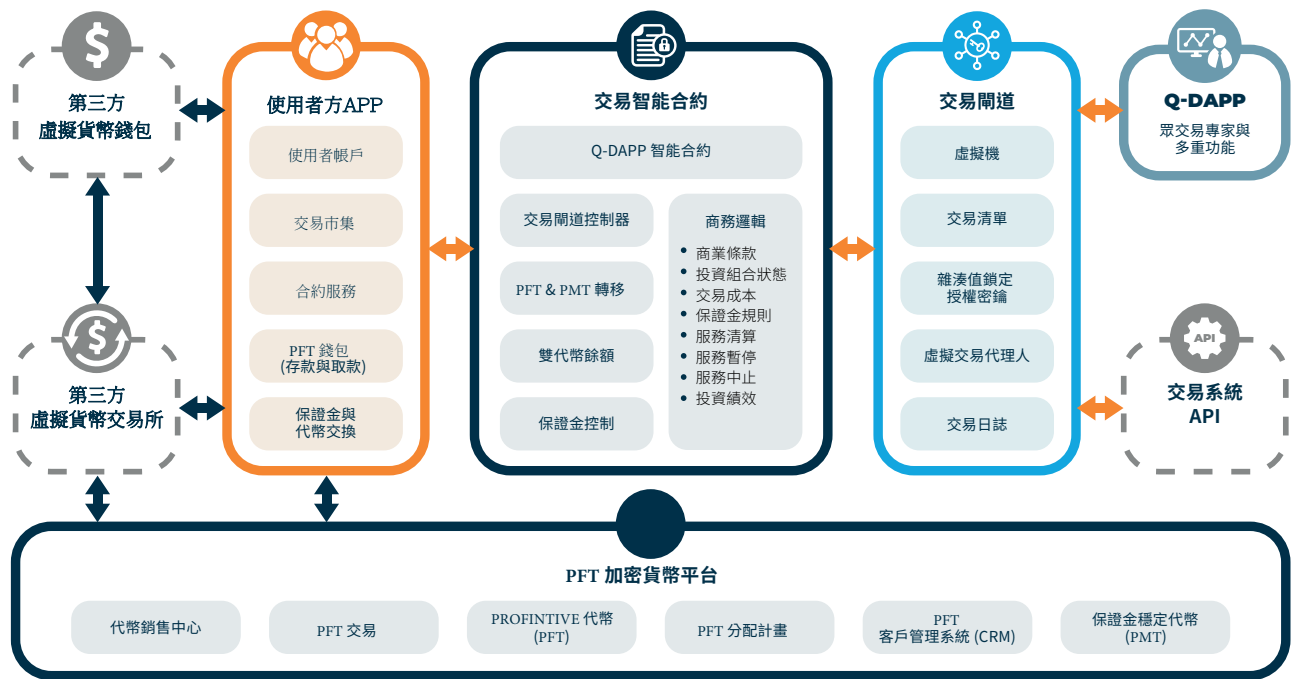 第三方
虛擬貨幣錢包
第三方
虛擬貨幣交易所
使用者方APP
使用者帳戶
交易市集
合約服務
PFT 錢包
(存款與取款)
保證金與
代幣交換
交易智能合約
Q-DAPP 智能合約
交易閘道控制器
PFT & PMT 轉移
雙代幣餘額
保證金控制
商務邏輯
• 商業條款
• 投資組合狀態
• 交易成本
• 保證金規則
• 服務清算
• 服務暫停
• 服務中止
• 投資績效
交易閘道
虛擬機
交易清單
雜湊值鎖定
授權密鑰
虛擬交易代理人
交易日誌
Q-DAPP
眾交易專家與
多重功能
API
交易系統
API
PFT 加密貨幣平台
代幣銷售中心
PFT 交易
PROFINTIVE 代幣
(PFT)
PFT 分配計畫
PFT
客戶管理系統 (CRM)
保證金穩定代幣
(PMT)